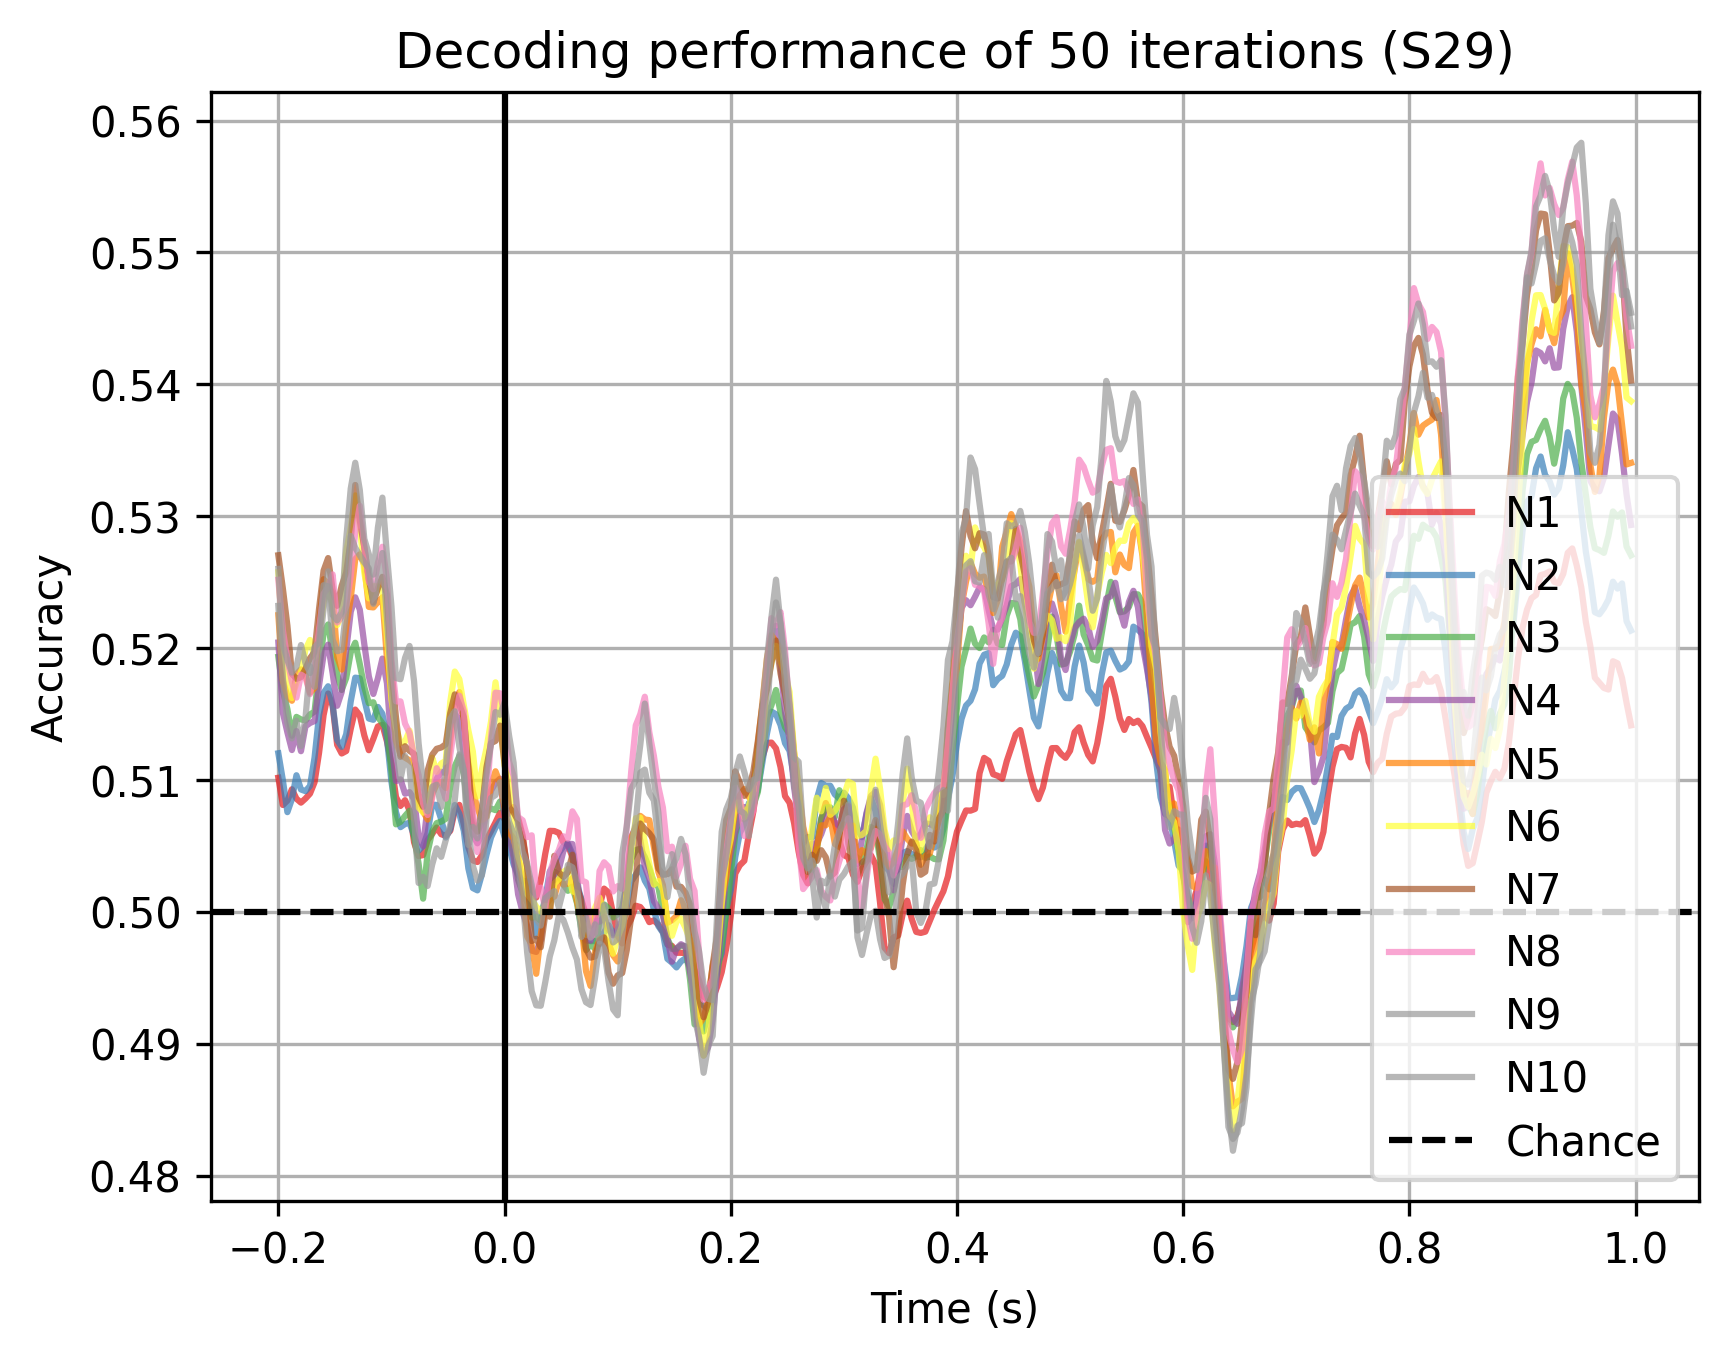 Decoding performance of 50 iterations (S29)
Accuracy
0.56
0.55
0.54
0.53
0.52
0.51
0.50
0.49
0.48
N1
N2
N3
N4
N5
N6
N7
N8
N9
N10
Chance
−0.2
0.0
0.2
0.4
0.6
0.8
1.0
Time (s)